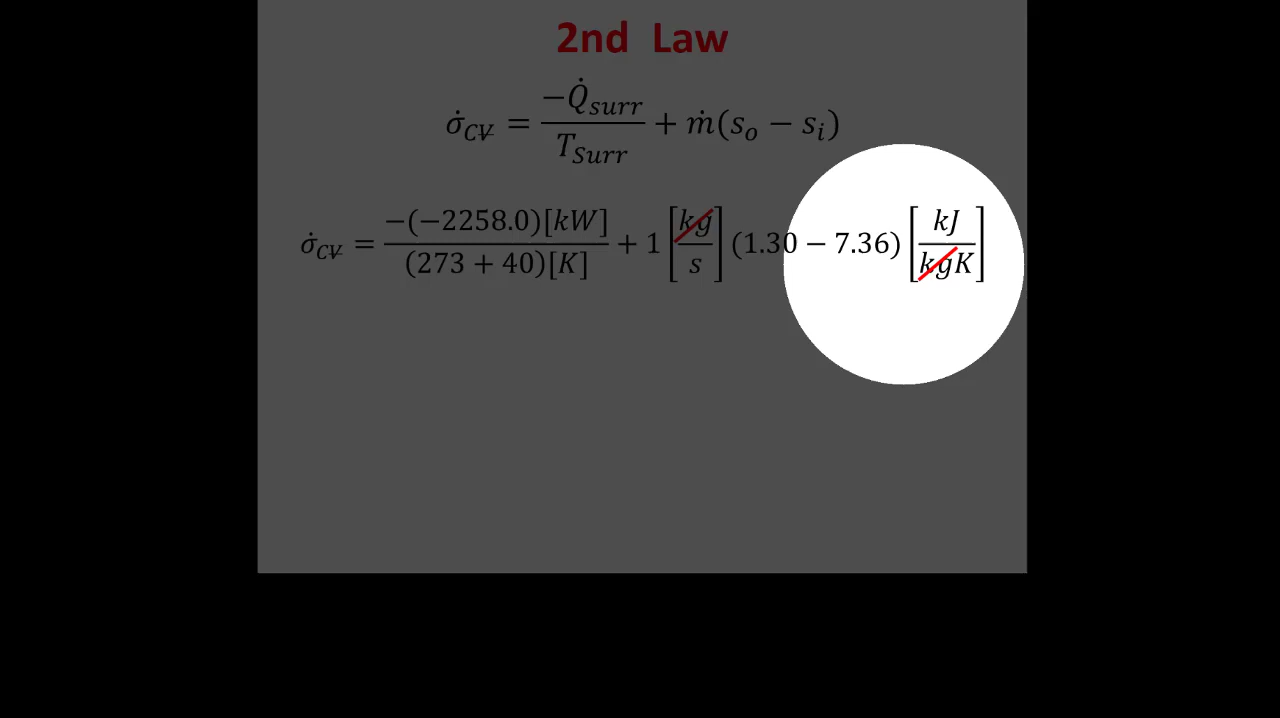 2nd Law
σ̇_CV̶ = −Q̇_surr / T_Surr + ṁ(s_o − s_i)
σ̇_CV̶ = −(−2258.0)[kW] / (273 + 40)[K] + 1 [kg / s] (1.30 − 7.36) [kJ / kgK]